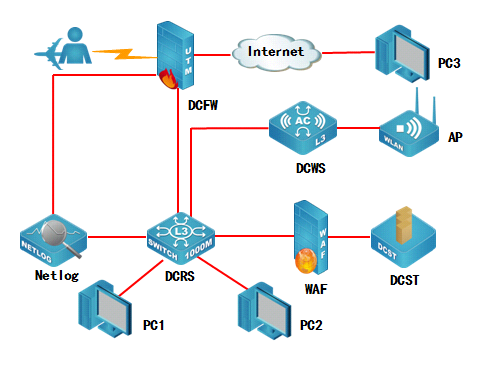 UTM
Internet
PC3
DCFW
AC
L3
WLAN
AP
DCWS
L3
SWITCH 1000M
NETLOG
WAF
DCST
Netlog
DCRS
WAF
DCST
PC1
PC2